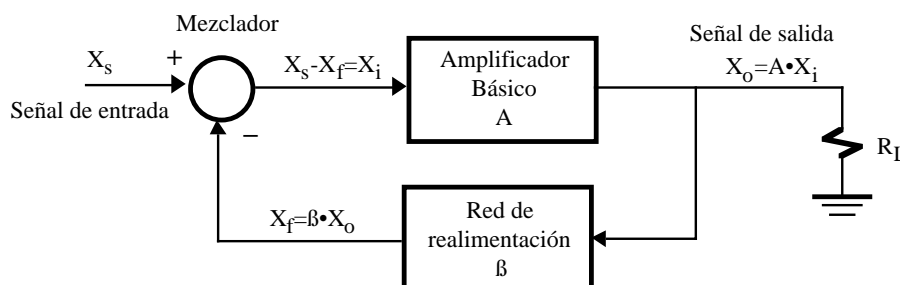 Mezclador
Señal de salida
X_s
+
X_s-X_f=X_i
Amplificador
Básico
A
X_o=A•X_i
Señal de entrada
−
R_L
X_f=ß•X_o
Red de
realimentación
ß